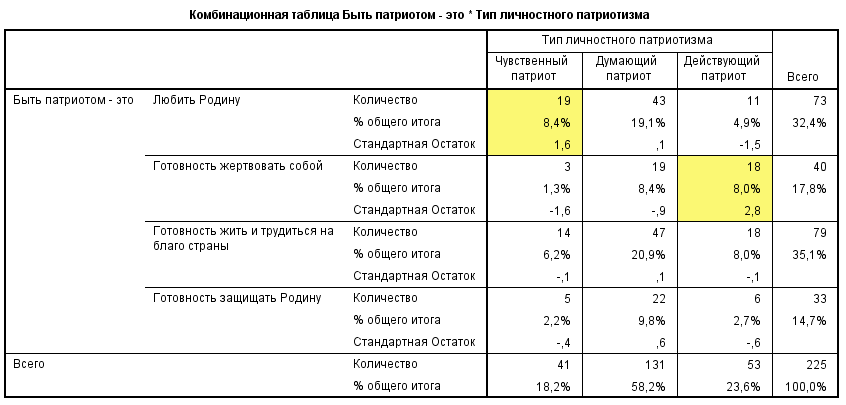 Комбинационная таблица Быть патриотом - это * Тип личностного патриотизма
Тип личностного патриотизма
Чувственный патриот Думающий патриот Действующий патриот Всего
Быть патриотом - это Любить Родину Количество 19 43 11 73
% общего итога 8,4% 19,1% 4,9% 32,4%
Стандартная Остаток 1,6 ,1 -1,5
Готовность жертвовать собой Количество 3 19 18 40
% общего итога 1,3% 8,4% 8,0% 17,8%
Стандартная Остаток -1,6 -,9 2,8
Готовность жить и трудиться на благо страны Количество 14 47 18 79
% общего итога 6,2% 20,9% 8,0% 35,1%
Стандартная Остаток -,1 ,1 -,1
Готовность защищать Родину Количество 5 22 6 33
% общего итога 2,2% 9,8% 2,7% 14,7%
Стандартная Остаток -,4 ,6 -,6
Всего Количество 41 131 53 225
% общего итога 18,2% 58,2% 23,6% 100,0%